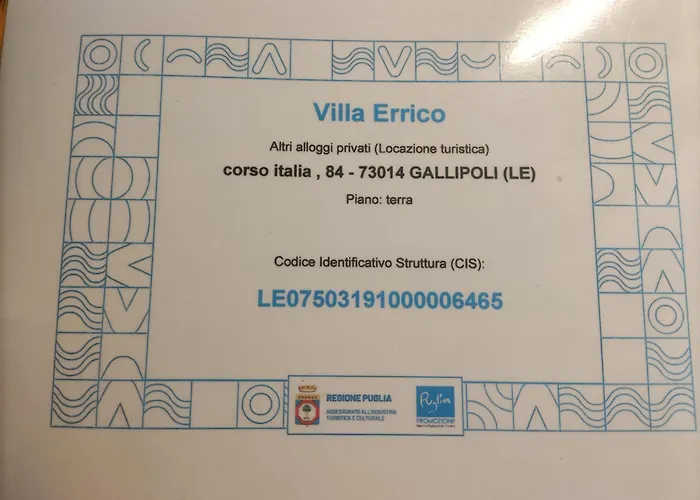 Villa Errico
Altri alloggi privati (Locazione turistica)
corso italia , 84 - 73014 GALLIPOLI (LE)
Piano: terra
Codice Identificativo Struttura (CIS):
LE07503191000006465
REGIONE PUGLIA
ASSESSORATO ALL'INDUSTRIA
TURISTICA E CULTURALE
Puglia
PROMOZIONE